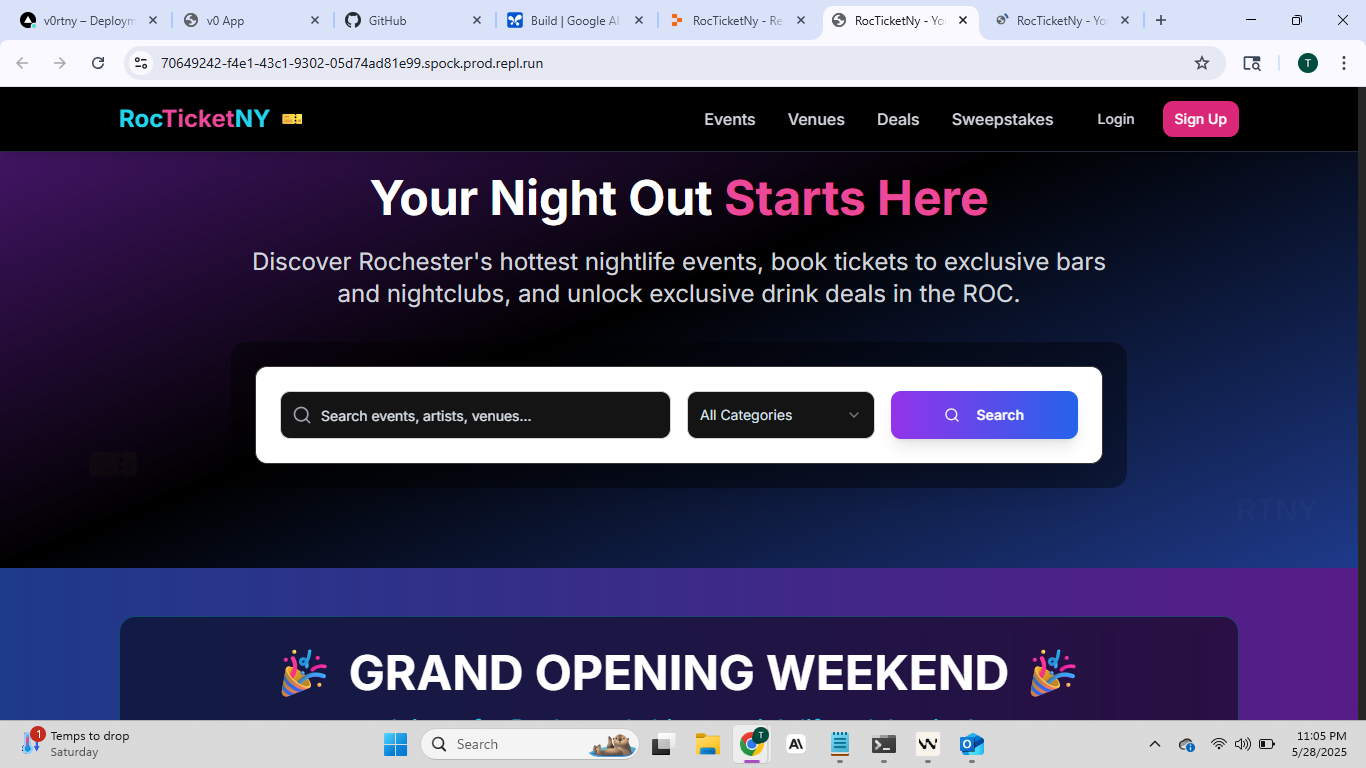 v0rtny – Deploym
v0 App
GitHub
Build | Google AI
RocTicketNy - Re
RocTicketNy - Yo
RocTicketNy - Yo
70649242-f4e1-43c1-9302-05d74ad81e99.spock.prod.repl.run
T
RocTicketNY
Events
Venues
Deals
Sweepstakes
Login
Sign Up
Your Night Out Starts Here
Discover Rochester's hottest nightlife events, book tickets to exclusive bars
and nightclubs, and unlock exclusive drink deals in the ROC.
Search events, artists, venues...
All Categories
Search
RTNY
🎉 GRAND OPENING WEEKEND 🎉
1
Temps to drop
Saturday
Search
T
11:05 PM
5/28/2025